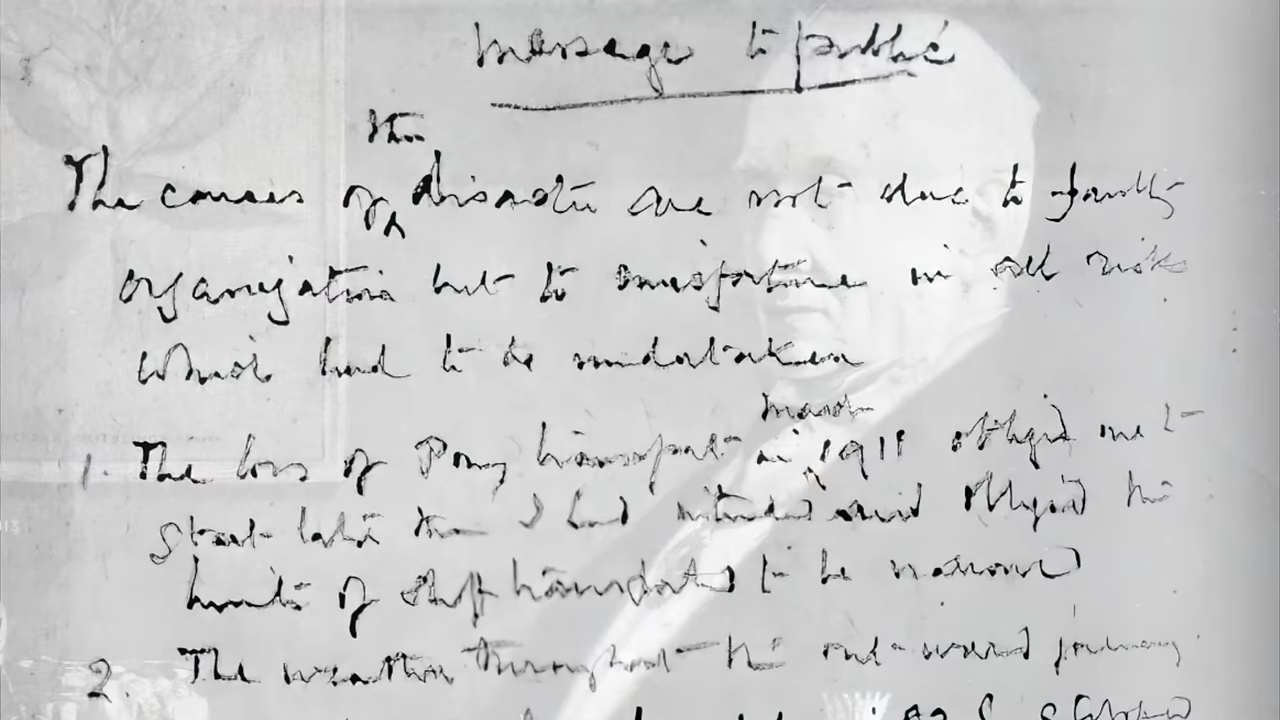 Message to public
the
The causes of disaster are not due to faulty
organization but to misfortune in all risks
which had to be undertaken
March
1. The loss of Pony transport in 1911 obliged me to
start later than I had intended and obliged the
limits of stuff transported to be narrowed
2. The weather throughout the outward journey